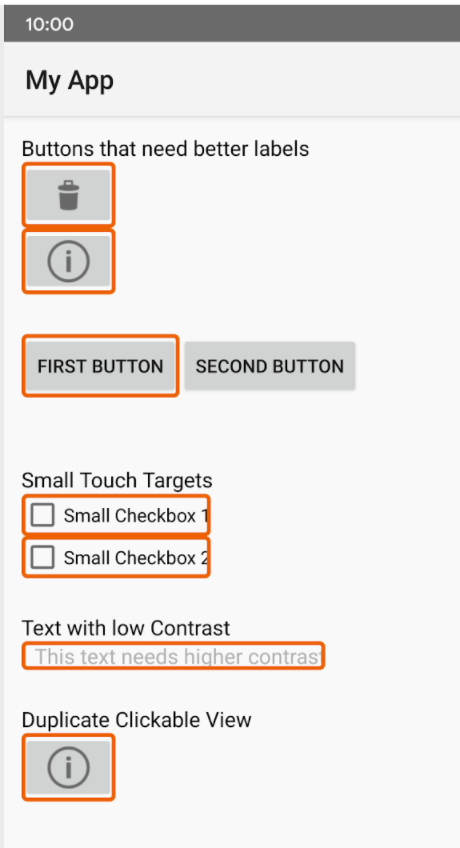 10:00
My App
Buttons that need better labels
FIRST BUTTON SECOND BUTTON
Small Touch Targets
Small Checkbox 1
Small Checkbox 2
Text with low Contrast
This text needs higher contrast
Duplicate Clickable View